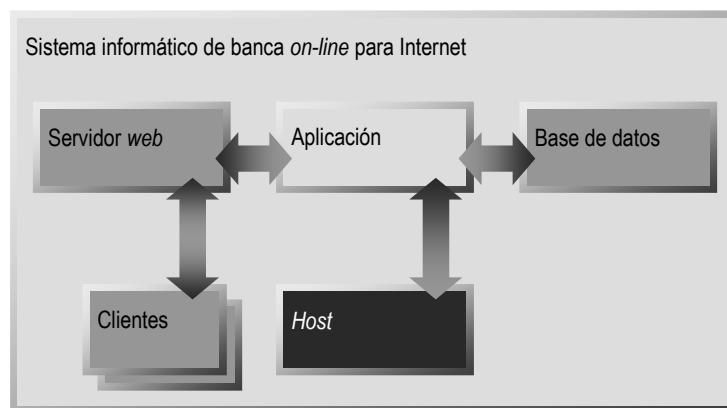 Sistema informático de banca on-line para Internet
Servidor web
Aplicación
Base de datos
Clientes
Host